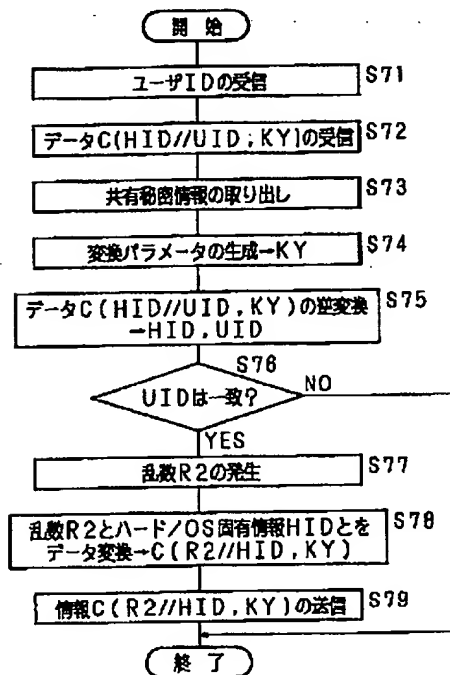 開 始
ユーザIDの受信 S71
データC(HID//UID;KY)の受信 S72
共有秘密情報の取り出し S73
変換パラメータの生成→KY S74
データC(HID//UID,KY)の逆変換 S75
→HID,UID
S76
UIDは一致? NO
YES
乱数R2の発生 S77
乱数R2とハード/OS固有情報HIDとを S78
データ変換→C(R2//HID,KY)
情報C(R2//HID,KY)の送信 S79
終 了